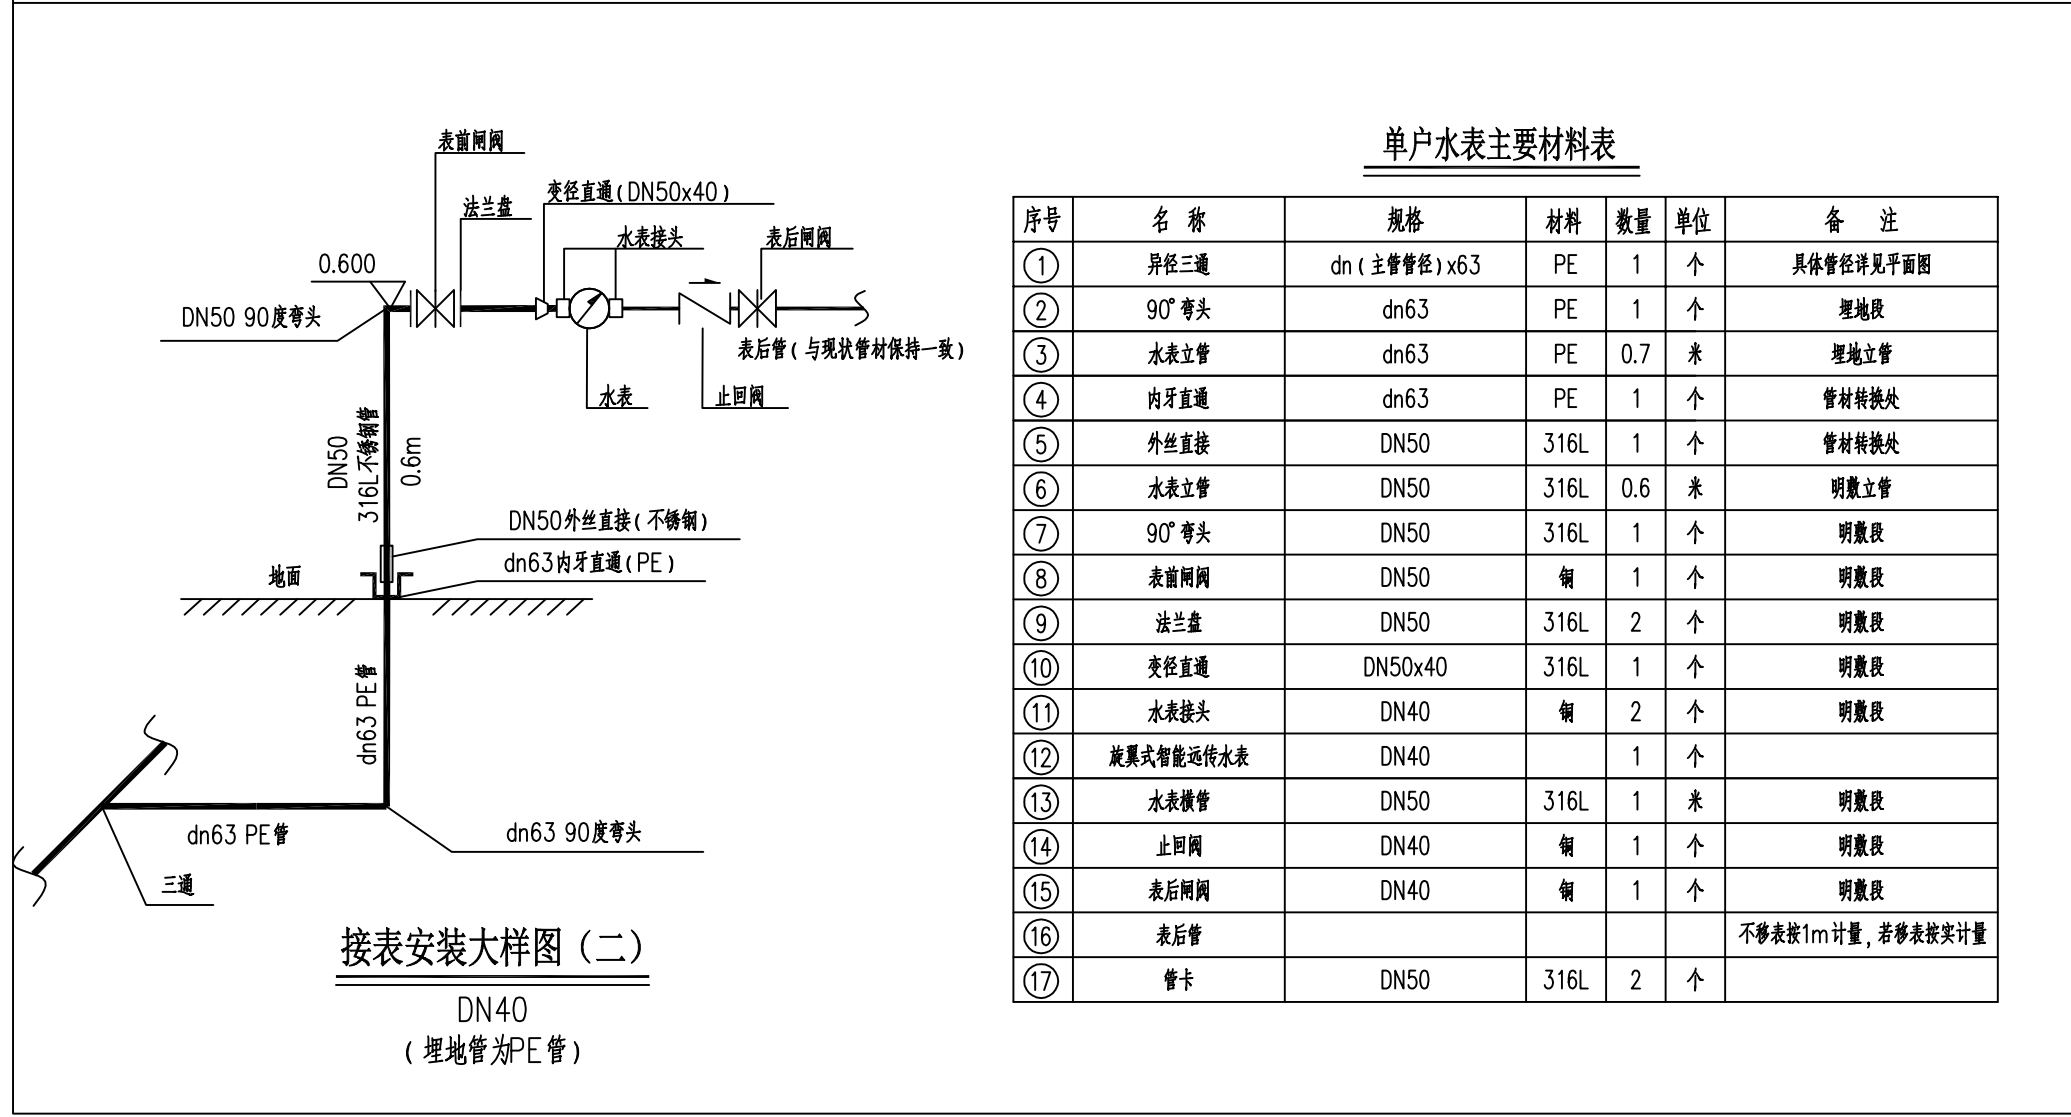 表前闸阀
法兰盘
变径直通(DN50x40)
水表接头
表后闸阀
0.600
DN50 90度弯头
表后管(与现状管材保持一致)
水表
止回阀
DN50
316L不锈钢管
0.6m
DN50外丝直接(不锈钢)
dn63内牙直通(PE)
地面
dn63 PE管
dn63 PE管
dn63 90度弯头
三通
接表安装大样图(二)
DN40
(埋地管为PE管)
单户水表主要材料表
序号 名称 规格 材料 数量 单位 备注
1 异径三通 dn(主管管径)x63 PE 1 个 具体管径详见平面图
2 90°弯头 dn63 PE 1 个 埋地段
3 水表立管 dn63 PE 0.7 米 埋地立管
4 内牙直通 dn63 PE 1 个 管材转换处
5 外丝直接 DN50 316L 1 个 管材转换处
6 水表立管 DN50 316L 0.6 米 明敷立管
7 90°弯头 DN50 316L 1 个 明敷段
8 表前闸阀 DN50 铜 1 个 明敷段
9 法兰盘 DN50 316L 2 个 明敷段
10 变径直通 DN50x40 316L 1 个 明敷段
11 水表接头 DN40 铜 2 个 明敷段
12 旋翼式智能远传水表 DN40 1 个
13 水表横管 DN50 316L 1 米 明敷段
14 止回阀 DN40 铜 1 个 明敷段
15 表后闸阀 DN40 铜 1 个 明敷段
16 表后管 不移表按1m计量,若移表按实计量
17 管卡 DN50 316L 2 个